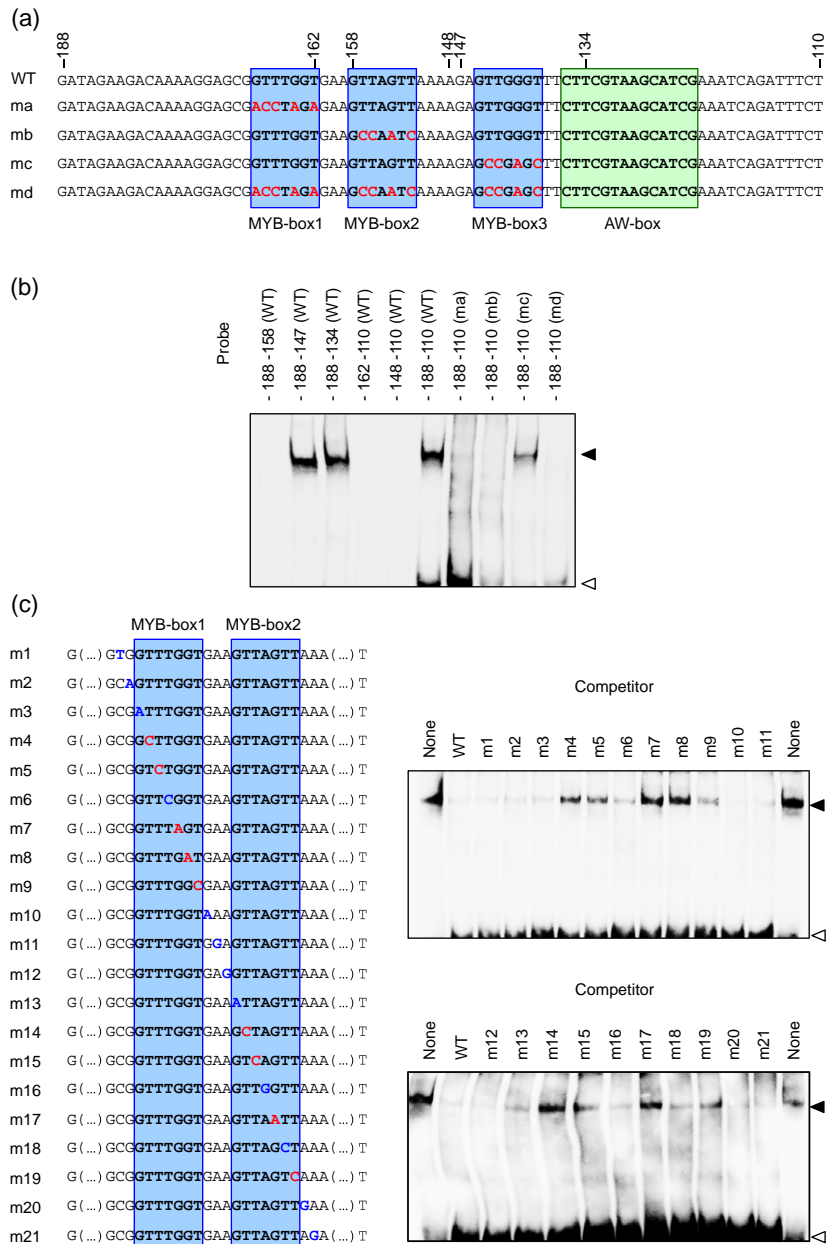 (a)
-188
162
158
148
-147
-134
-110
WT GATAGAAGACAAAAGGAGCGGTTTGGTGAAGTTAGTTAAAAGAGTTGGGTTTCTTCGTAAGCATCGAAATCAGATTTCT
ma GATAGAAGACAAAAGGAGCGACCTAGAGAAGTTAGTTAAAAGAGTTGGGTTTCTTCGTAAGCATCGAAATCAGATTTCT
mb GATAGAAGACAAAAGGAGCGGTTTGGTGAAGCCAATCAAAAGAGTTGGGTTTCTTCGTAAGCATCGAAATCAGATTTCT
mc GATAGAAGACAAAAGGAGCGGTTTGGTGAAGTTAGTTAAAAGAGCCGAGCTTCTTCGTAAGCATCGAAATCAGATTTCT
md GATAGAAGACAAAAGGAGCGACCTAGAGAAGCCAATCAAAAGAGCCGAGCTTCTTCGTAAGCATCGAAATCAGATTTCT
MYB-box1 MYB-box2 MYB-box3 AW-box
(b)
Probe
- 188 -158 (WT)
- 188 -147 (WT)
- 188 -134 (WT)
- 162 -110 (WT)
- 148 -110 (WT)
- 188 -110 (WT)
- 188 -110 (ma)
- 188 -110 (mb)
- 188 -110 (mc)
- 188 -110 (md)
(c)
MYB-box1 MYB-box2
m1 G(…)GTGGTTTGGTGAAGTTAGTTAAA(…)T
m2 G(…)GCAGTTTGGTGAAGTTAGTTAAA(…)T
m3 G(…)GCGATTTGGTGAAGTTAGTTAAA(…)T
m4 G(…)GCGGCTTGGTGAAGTTAGTTAAA(…)T
m5 G(…)GCGGTCTGGTGAAGTTAGTTAAA(…)T
m6 G(…)GCGGTTCGGTGAAGTTAGTTAAA(…)T
m7 G(…)GCGGTTTAGTGAAGTTAGTTAAA(…)T
m8 G(…)GCGGTTTGATGAAGTTAGTTAAA(…)T
m9 G(…)GCGGTTTGGCGAAGTTAGTTAAA(…)T
m10 G(…)GCGGTTTGGTAAAGTTAGTTAAA(…)T
m11 G(…)GCGGTTTGGTGGAGTTAGTTAAA(…)T
m12 G(…)GCGGTTTGGTGAGGTTAGTTAAA(…)T
m13 G(…)GCGGTTTGGTGAAATTAGTTAAA(…)T
m14 G(…)GCGGTTTGGTGAAGCTAGTTAAA(…)T
m15 G(…)GCGGTTTGGTGAAGTCAGTTAAA(…)T
m16 G(…)GCGGTTTGGTGAAGTTGGTTAAA(…)T
m17 G(…)GCGGTTTGGTGAAGTTAATTAAA(…)T
m18 G(…)GCGGTTTGGTGAAGTTAGCTAAA(…)T
m19 G(…)GCGGTTTGGTGAAGTTAGTCAAA(…)T
m20 G(…)GCGGTTTGGTGAAGTTAGTTGAA(…)T
m21 G(…)GCGGTTTGGTGAAGTTAGTTAGA(…)T
Competitor
None WT m1 m2 m3 m4 m5 m6 m7 m8 m9 m10 m11 None
Competitor
None WT m12 m13 m14 m15 m16 m17 m18 m19 m20 m21 None